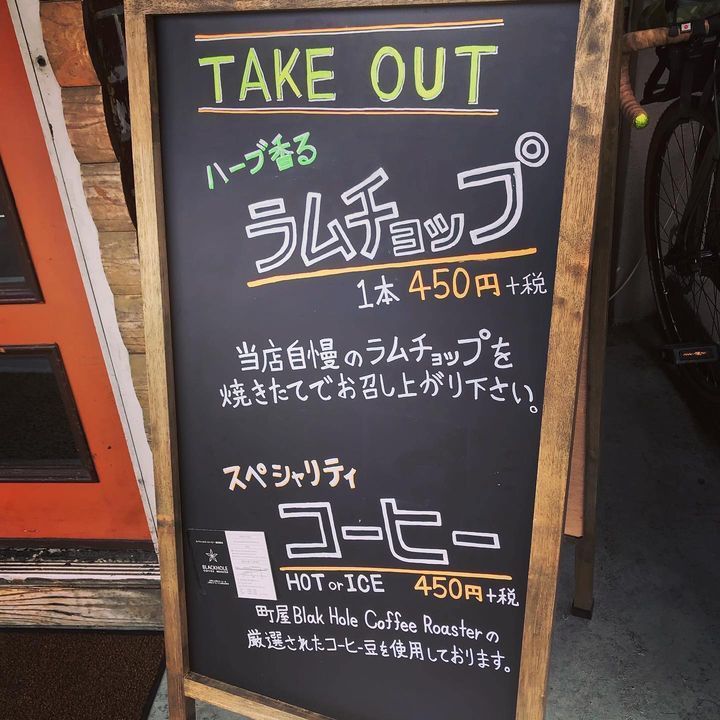 TAKE OUT
ハーブ香る
ラムチョップ
1本 450円+税
当店自慢のラムチョップを
焼きたてでお召し上がり下さい。
スペシャリティ
コーヒー
HOT or ICE 450円+税
町屋Blak Hole Coffee Roasterの
厳選されたコーヒー豆を使用しております。
BLACKHOLE